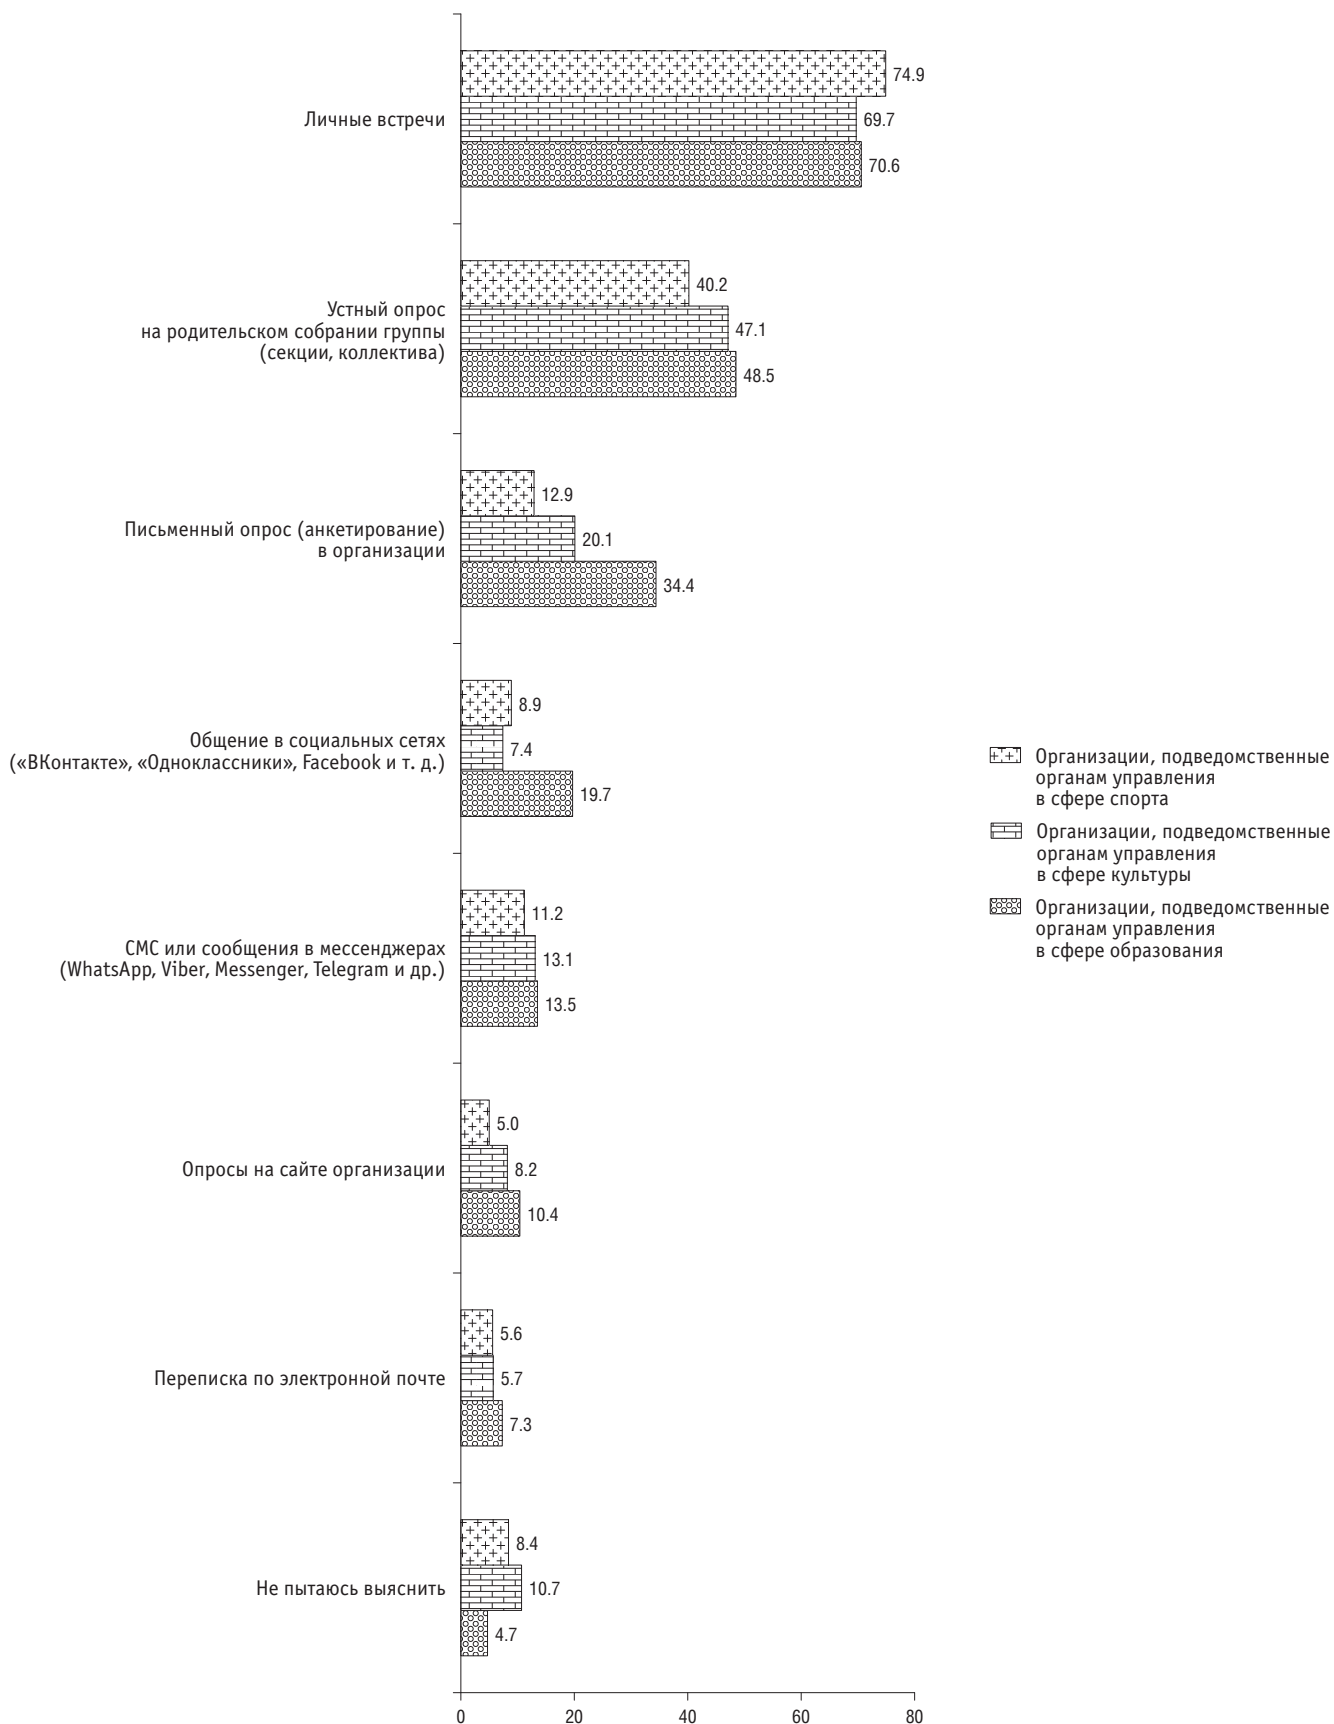 74.9
Личные встречи
69.7
70.6
40.2
Устный опрос
на родительском собрании группы
(секции, коллектива)
47.1
48.5
12.9
Письменный опрос (анкетирование)
в организации
20.1
34.4
8.9
Общение в социальных сетях
(«ВКонтакте», «Одноклассники», Facebook и т. д.)
7.4
19.7
11.2
СМС или сообщения в мессенджерах
(WhatsApp, Viber, Messenger, Telegram и др.)
13.1
13.5
5.0
Опросы на сайте организации
8.2
10.4
5.6
Переписка по электронной почте
5.7
7.3
8.4
Не пытаюсь выяснить
10.7
4.7
0 20 40 60 80
Организации, подведомственные
органам управления
в сфере спорта
Организации, подведомственные
органам управления
в сфере культуры
Организации, подведомственные
органам управления
в сфере образования